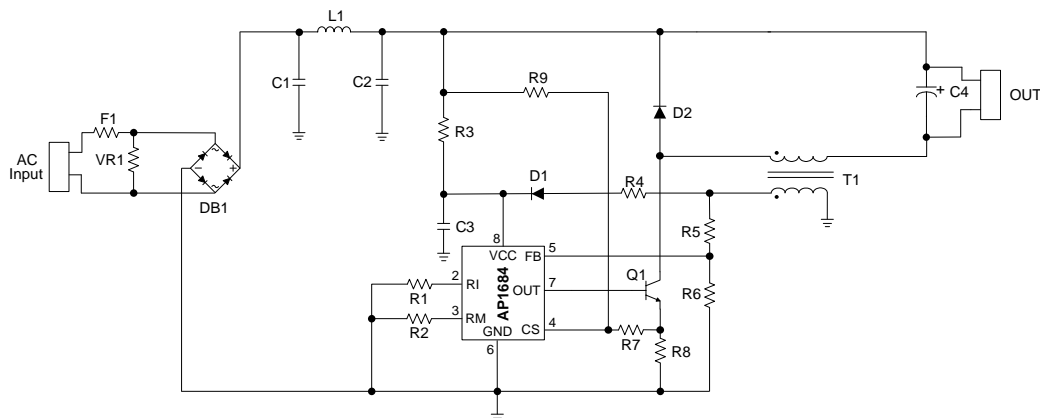 L1
C1
C2
R9
D2
+ C4
OUT
F1
R3
AC
Input
VR1
D1
R4
T1
DB1
C3
R5
8
VCC
FB
5
2
RI
AP1684
OUT
7
Q1
R1
R6
3
RM
R2
GND
CS
4
R7
R8
6
- ~ ~ +